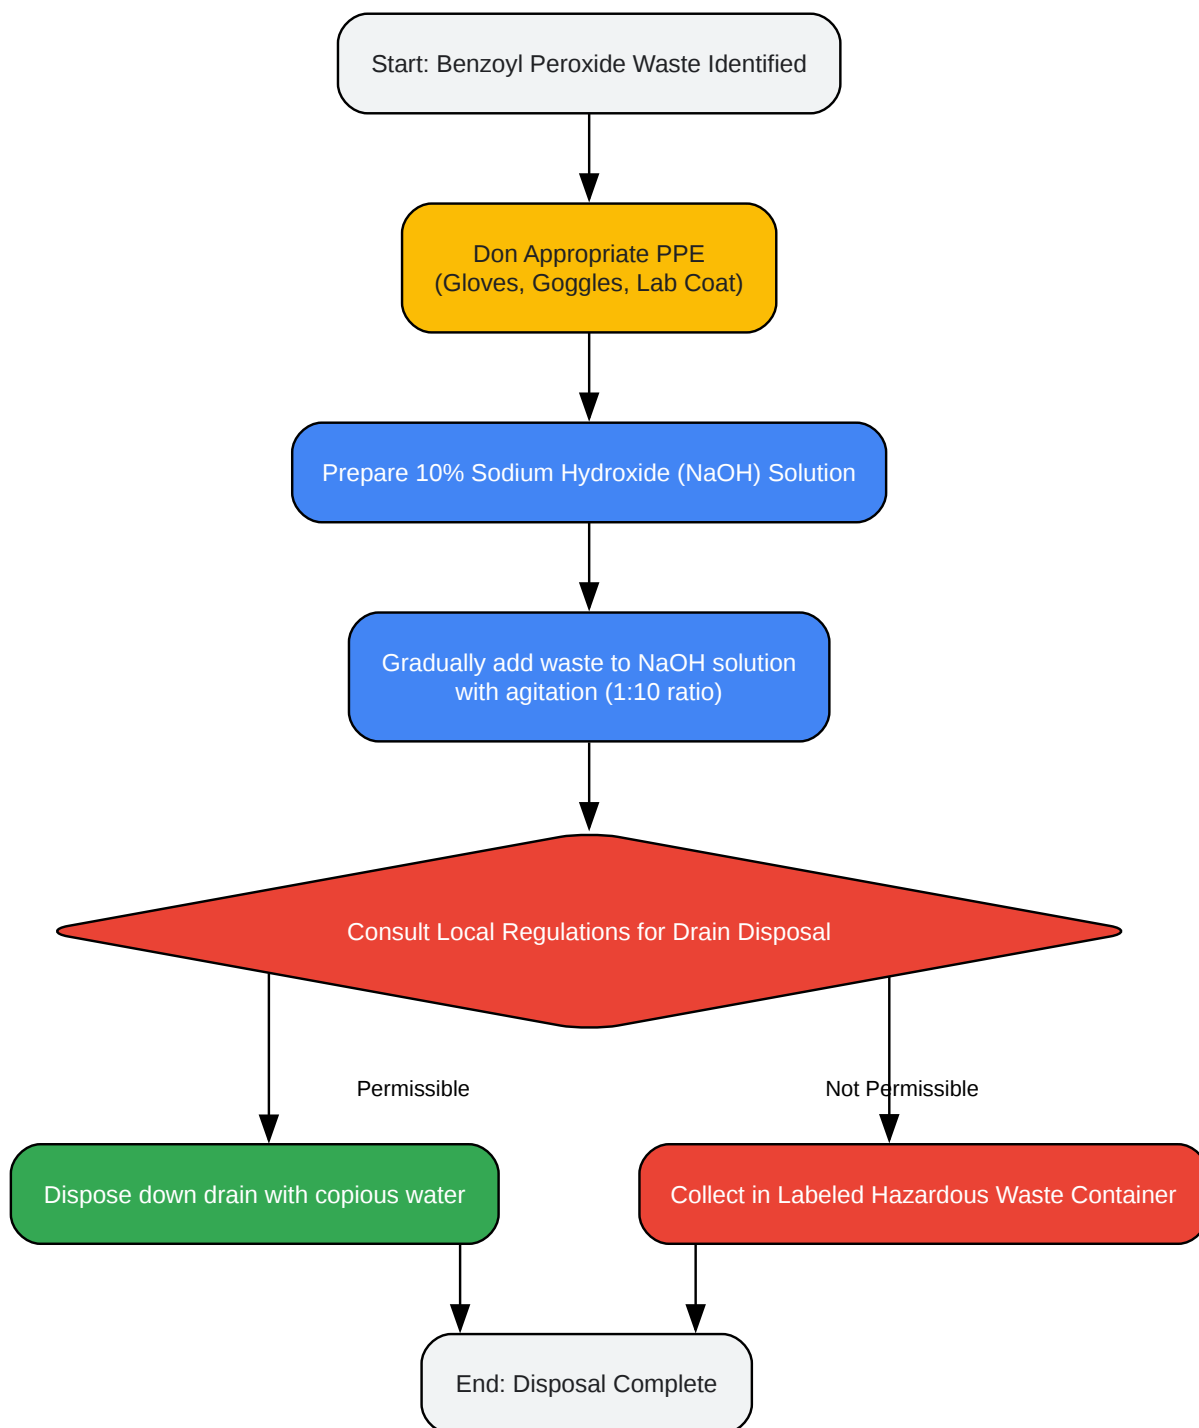 Start: Benzoyl Peroxide Waste Identified
Don Appropriate PPE
(Gloves, Goggles, Lab Coat)
Prepare 10% Sodium Hydroxide (NaOH) Solution
Gradually add waste to NaOH solution
with agitation (1:10 ratio)
Consult Local Regulations for Drain Disposal
Permissible
Not Permissible
Dispose down drain with copious water
Collect in Labeled Hazardous Waste Container
End: Disposal Complete